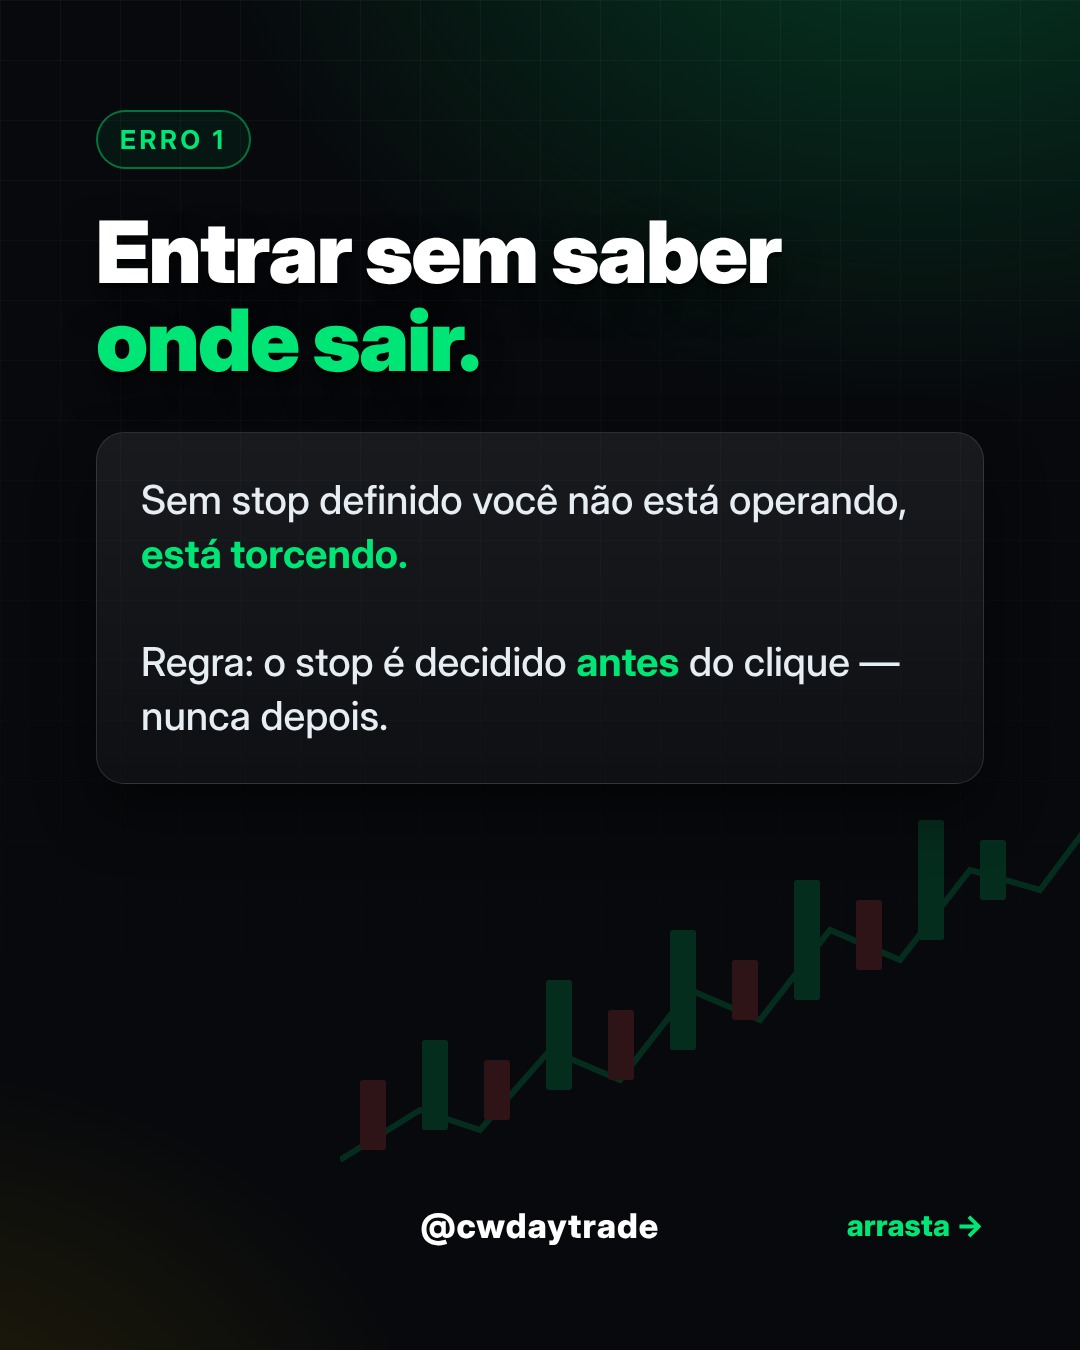 ERRO 1
Entrar sem saber
onde sair.
Sem stop definido você não está operando,
está torcendo.
Regra: o stop é decidido antes do clique —
nunca depois.
@cwdaytrade
arrasta →